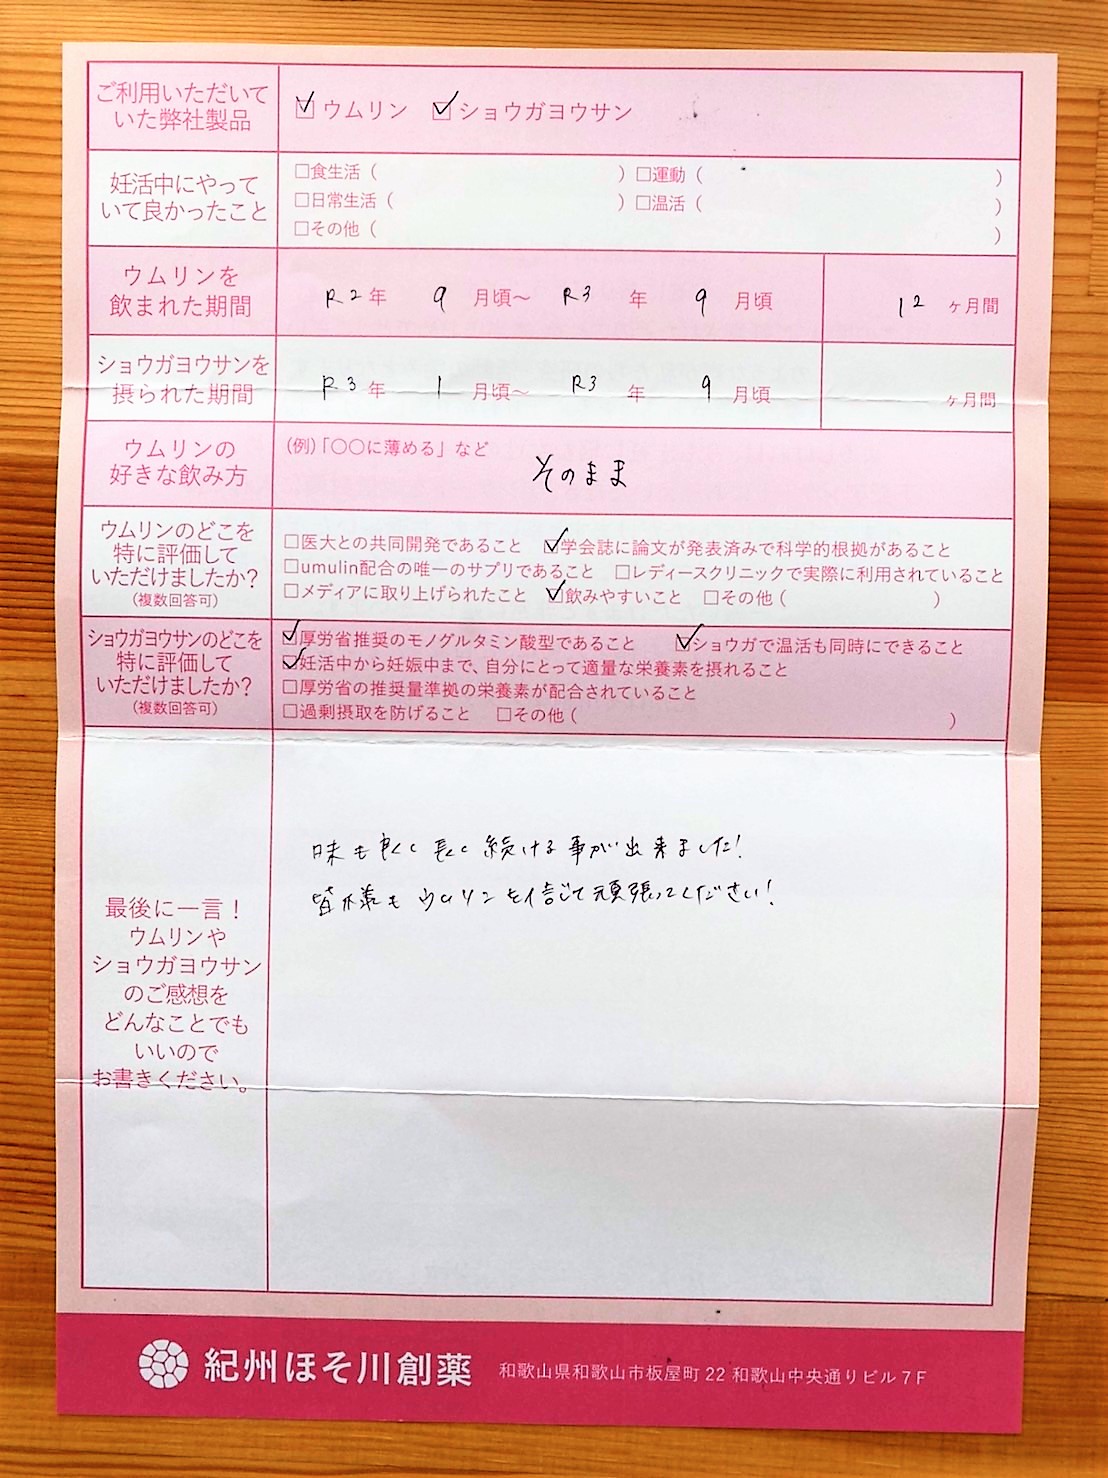 ご利用いただいて
いた弊社製品
☑ウムリン ☑ショウガヨウサン
妊活中にやって
いて良かったこと
□食生活（ ）□運動（ ）
□日常生活（ ）□温活（ ）
□その他（ ）
ウムリンを
飲まれた期間
R2年 9月頃〜 R3年 9月頃 12ヶ月間
ショウガヨウサンを
摂られた期間
R3年 1月頃〜 R3年 9月頃 ヶ月間
ウムリンの
好きな飲み方
(例)「〇〇に薄める」など
そのまま
ウムリンのどこを
特に評価して
いただけましたか？
(複数回答可)
□医大との共同開発であること ☑学会誌に論文が発表済みで科学的根拠があること
□umulin配合の唯一のサプリであること □レディースクリニックで実際に利用されていること
□メディアに取り上げられたこと ☑飲みやすいこと □その他（ ）
ショウガヨウサンのどこを
特に評価して
いただけましたか？
(複数回答可)
☑厚労省推奨のモノグルタミン酸型であること ☑ショウガで温活も同時にできること
☑妊活中から妊娠中まで、自分にとって適量な栄養素を摂れること
□厚労省の推奨量準拠の栄養素が配合されていること
□過剰摂取を防げること □その他（ ）
最後に一言！
ウムリンや
ショウガヨウサン
のご感想を
どんなことでも
いいので
お書きください。
味も良くて長く続ける事が出来ました！
皆様もウムリンを信じて頑張ってください！
紀州ほそ川創薬 和歌山県和歌山市板屋町22 和歌山中央通りビル7F